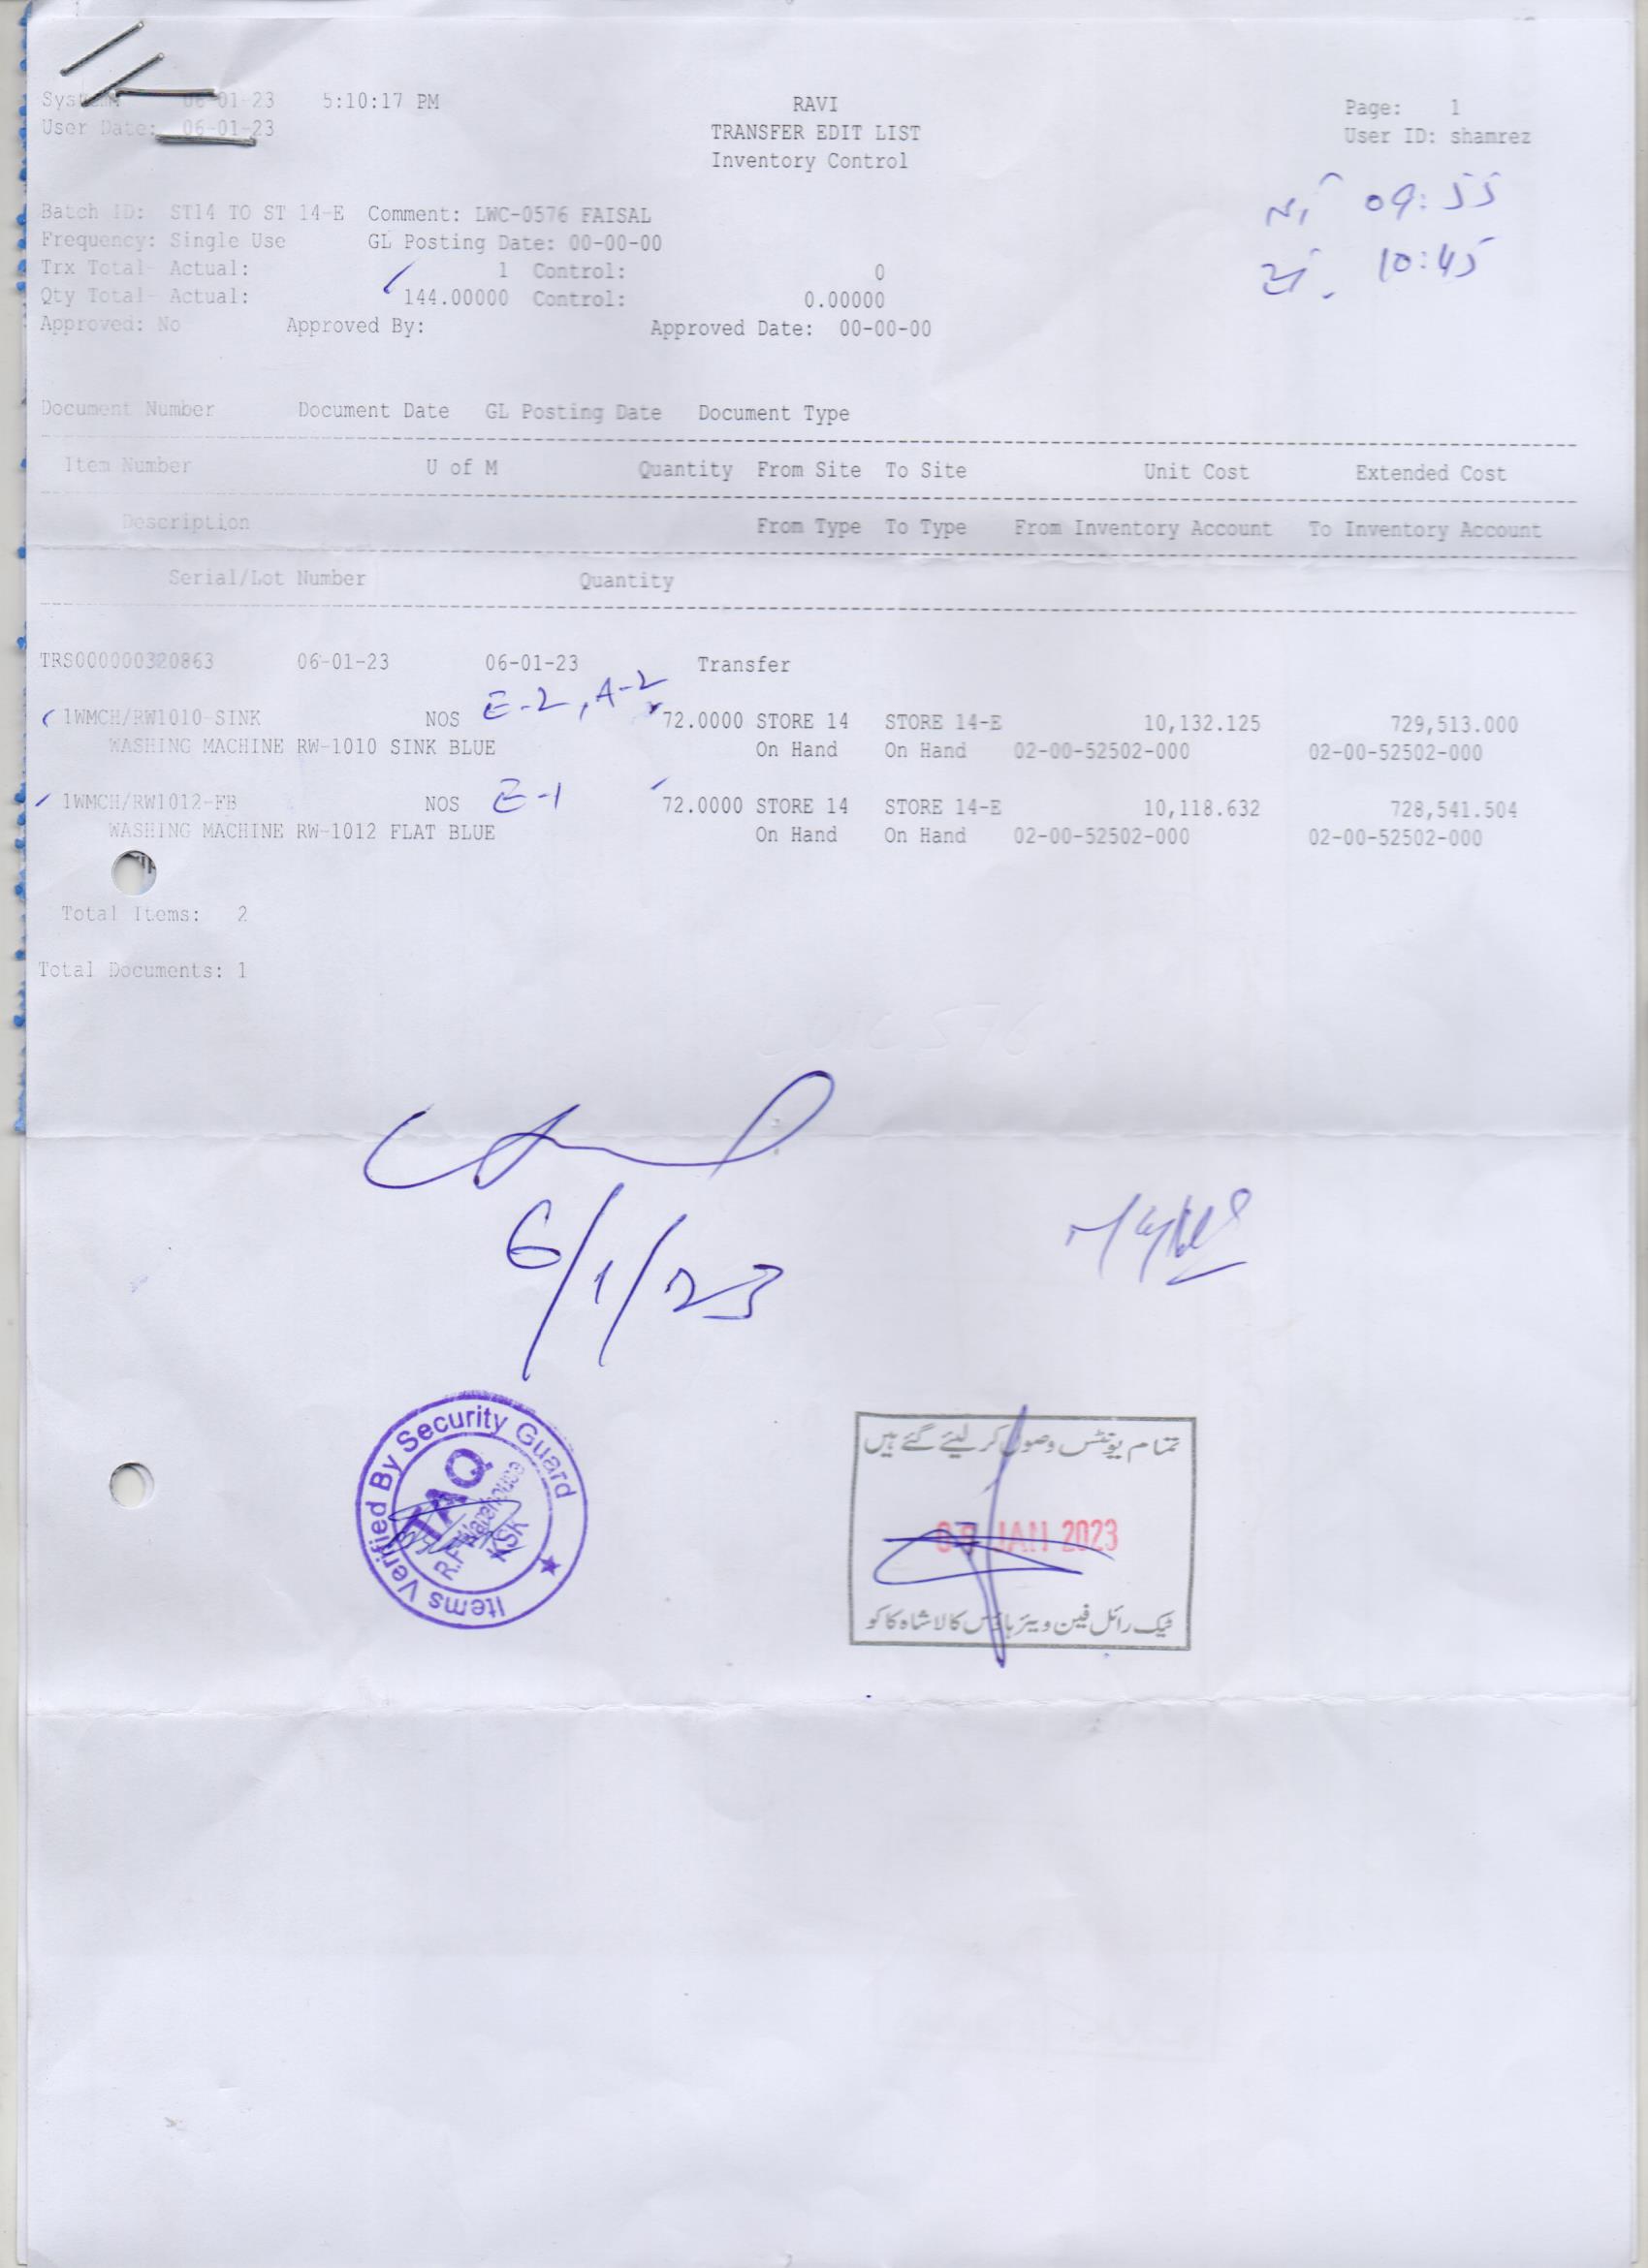 System: 06-01-23 5:10:17 PM RAVI Page: 1
User Date: 06-01-23 TRANSFER EDIT LIST User ID: shamrez
Inventory Control
09:55
10:45
Batch ID: ST14 TO ST 14-E Comment: LWC-0576 FAISAL
Frequency: Single Use GL Posting Date: 00-00-00
Trx Total- Actual: 1 Control: 0
Qty Total- Actual: 144.00000 Control: 0.00000
Approved: No Approved By: Approved Date: 00-00-00
Document Number Document Date GL Posting Date Document Type
Item Number U of M Quantity From Site To Site Unit Cost Extended Cost
Description From Type To Type From Inventory Account To Inventory Account
Serial/Lot Number Quantity
TRS000000320863 06-01-23 06-01-23 Transfer
E-2, A-2
1WMCH/RW1010-SINK NOS 72.0000 STORE 14 STORE 14-E 10,132.125 729,513.000
WASHING MACHINE RW-1010 SINK BLUE On Hand On Hand 02-00-52502-000 02-00-52502-000
1WMCH/RW1012-FB NOS E-1 72.0000 STORE 14 STORE 14-E 10,118.632 728,541.504
WASHING MACHINE RW-1012 FLAT BLUE On Hand On Hand 02-00-52502-000 02-00-52502-000
Total Items: 2
Total Documents: 1
6/1/23
Items Verified By Security Guard
TAQ
R.F Warehouse
KSK
تمام یونٹس وصول کر لیئے گئے ہیں
JAN 2023
ٹیک رائل فین ویئر ہاؤس کالا شاہ کاکو